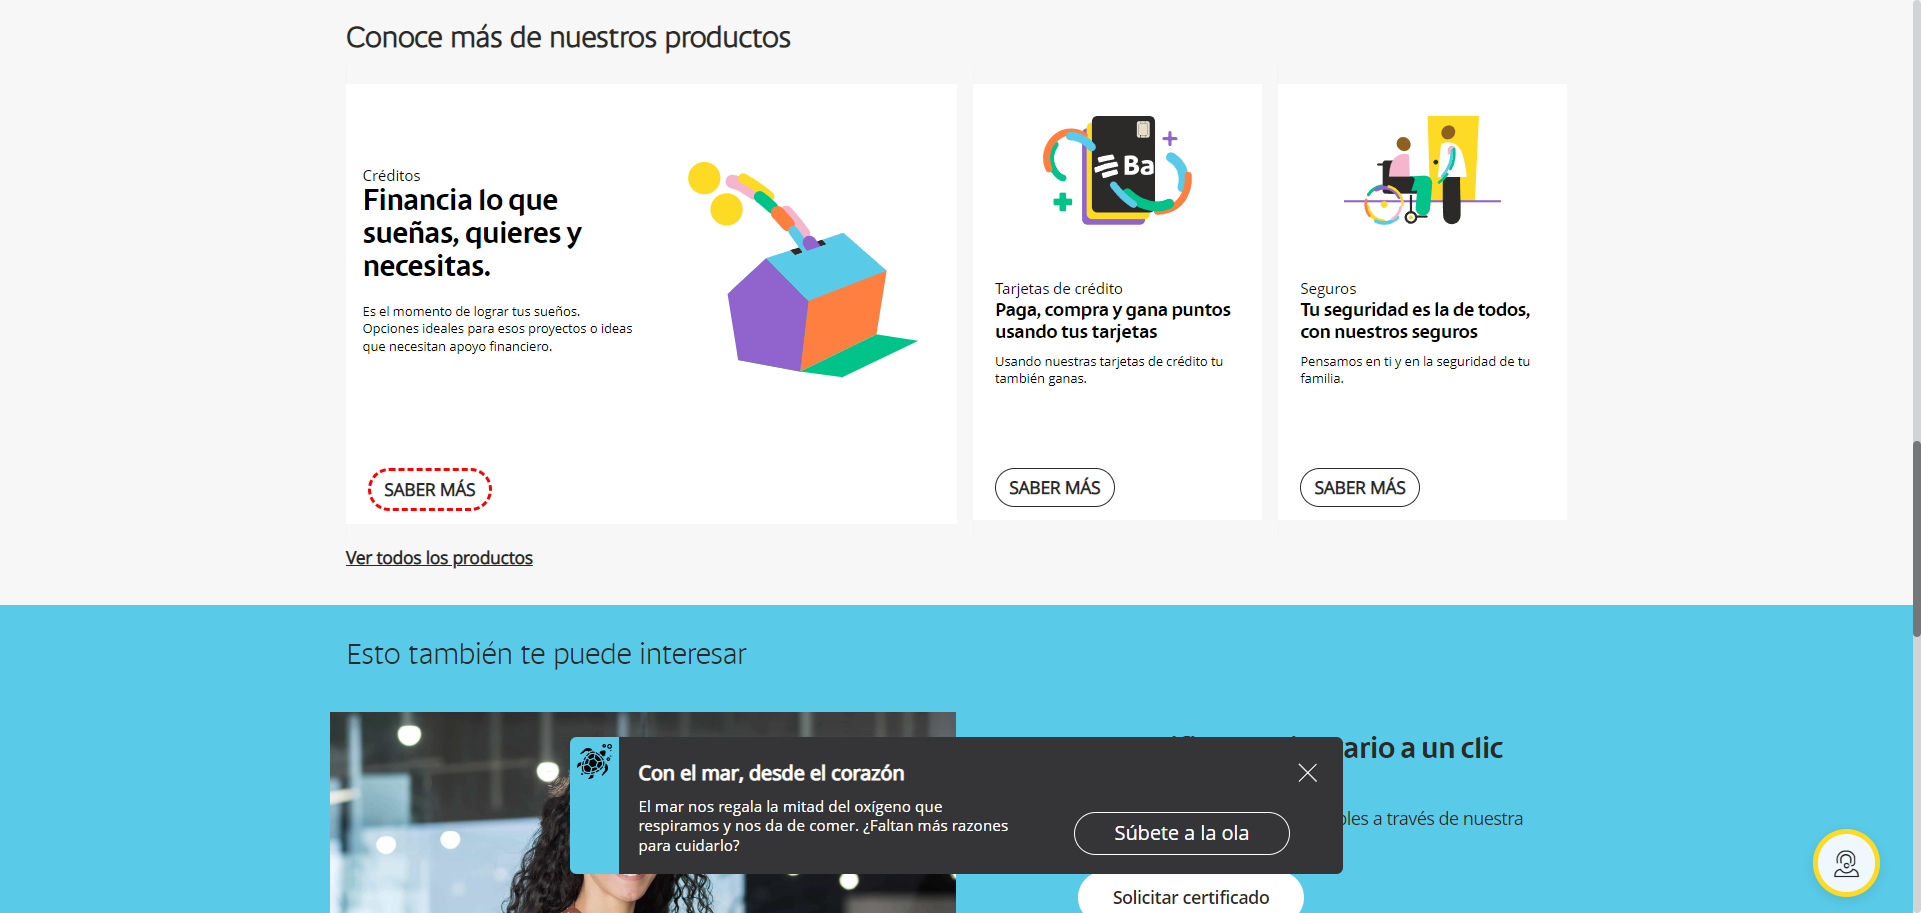 Conoce más de nuestros productos
Créditos
Financia lo que
sueñas, quieres y
necesitas.
Es el momento de lograr tus sueños.
Opciones ideales para esos proyectos o ideas
que necesitan apoyo financiero.
SABER MÁS
Ba
Tarjetas de crédito
Paga, compra y gana puntos
usando tus tarjetas
Usando nuestras tarjetas de crédito tu
también ganas.
SABER MÁS
Seguros
Tu seguridad es la de todos,
con nuestros seguros
Pensamos en ti y en la seguridad de tu
familia.
SABER MÁS
Ver todos los productos
Esto también te puede interesar
ario a un clic
a través de nuestra
Solicitar certificado
Con el mar, desde el corazón
El mar nos regala la mitad del oxígeno que
respiramos y nos da de comer. ¿Faltan más razones
para cuidarlo?
Súbete a la ola